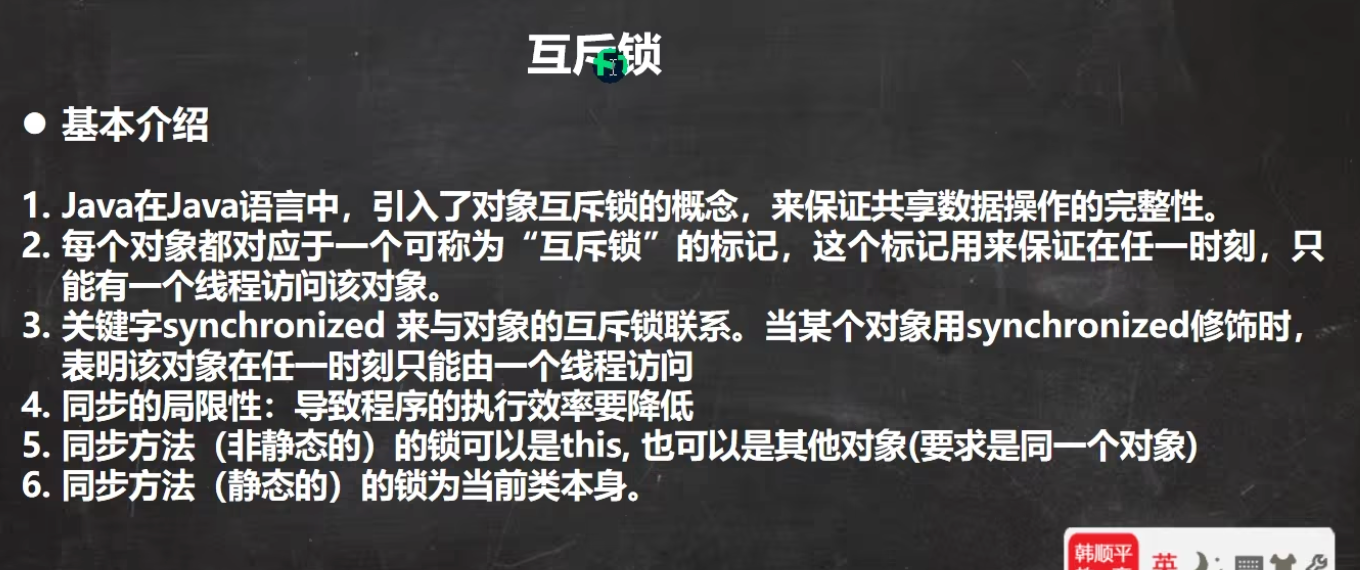 互斥锁
● 基本介绍
1. Java在Java语言中，引入了对象互斥锁的概念，来保证共享数据操作的完整性。
2. 每个对象都对应于一个可称为“互斥锁”的标记，这个标记用来保证在任一时刻，只
能有一个线程访问该对象。
3. 关键字synchronized 来与对象的互斥锁联系。当某个对象用synchronized修饰时，
表明该对象在任一时刻只能由一个线程访问
4. 同步的局限性：导致程序的执行效率要降低
5. 同步方法（非静态的）的锁可以是this, 也可以是其他对象(要求是同一个对象)
6. 同步方法（静态的）的锁为当前类本身。
韩顺平
英